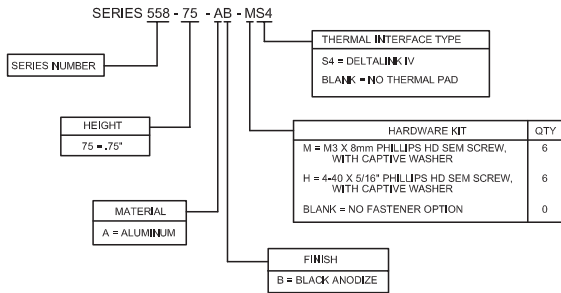 SERIES 558 - 75 - AB - MS4
THERMAL INTERFACE TYPE
S4 = DELTALINK IV
BLANK = NO THERMAL PAD
SERIES NUMBER
HEIGHT
75 = .75"
HARDWARE KIT QTY
M = M3 X 8mm PHILLIPS HD SEM SCREW, 6
WITH CAPTIVE WASHER
H = 4-40 X 5/16" PHILLIPS HD SEM SCREW, 6
WITH CAPTIVE WASHER
BLANK = NO FASTENER OPTION 0
MATERIAL
A = ALUMINUM
FINISH
B = BLACK ANODIZE